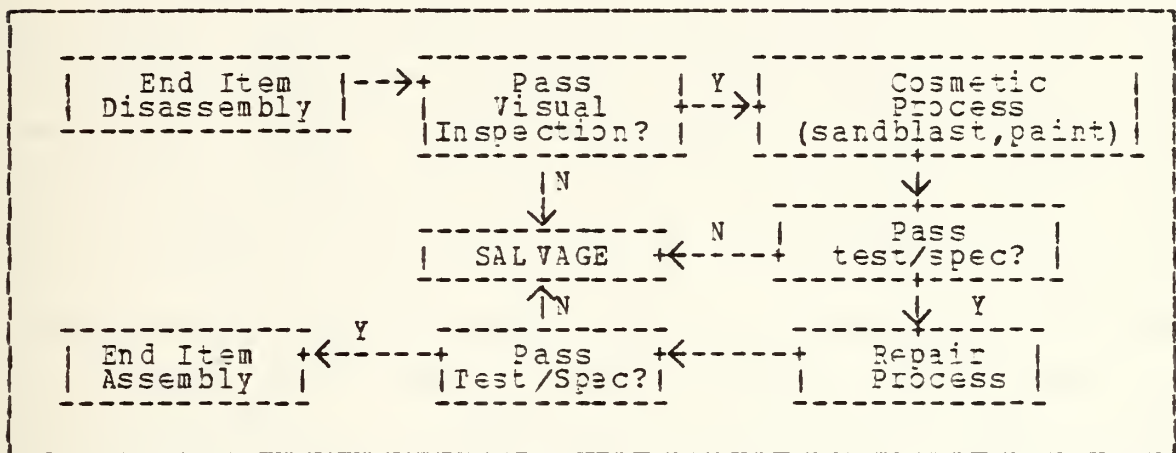 End Item
Disassembly
Pass
Visual
Inspection?
Y
Cosmetic
Process
(sandblast,paint)
N
SALVAGE
N
Pass
test/spec?
N
Y
End Item
Assembly
Y
Pass
Test/Spec?
Repair
Process